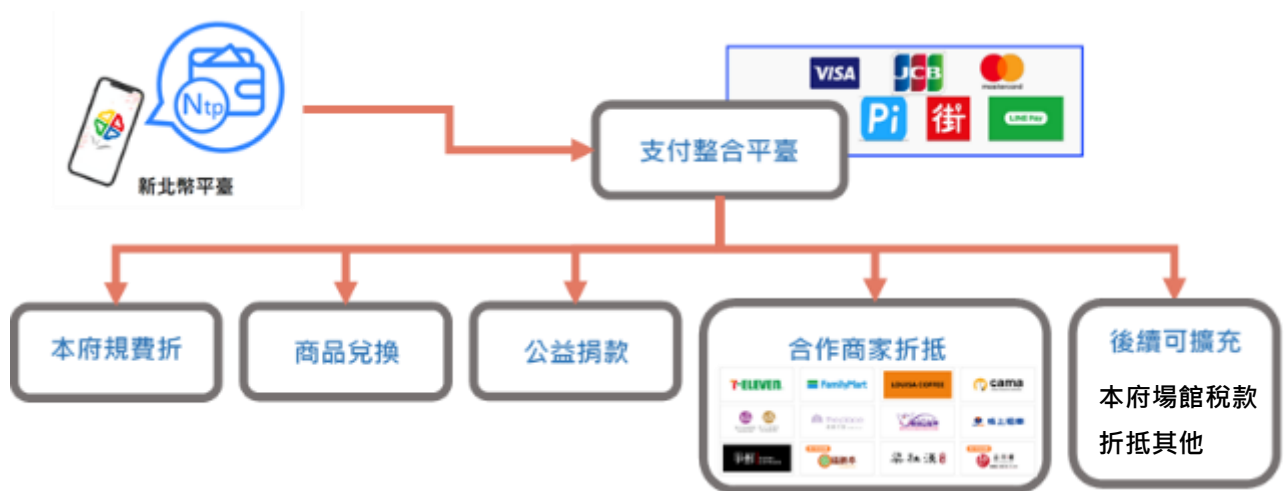 Ntp
新北幣平臺
VISA
JCB
mastercard
支付整合平臺
Pi
街
LINE Pay
本府規費折
商品兌換
公益捐款
合作商家折抵
後續可擴充
7-ELEVEN
FamilyMart
LOUISA COFFEE
cama
本府場館稅款
折抵其他